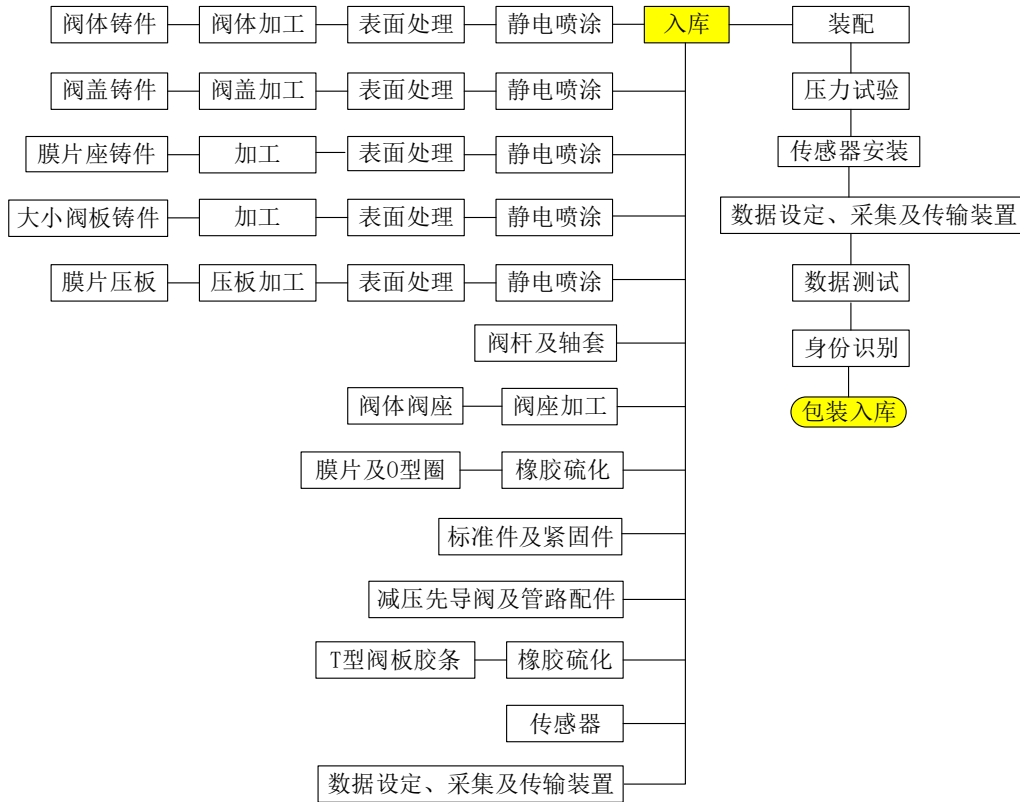 阀体铸件 阀体加工 表面处理 静电喷涂 入库 装配
阀盖铸件 阀盖加工 表面处理 静电喷涂 压力试验
膜片座铸件 加工 表面处理 静电喷涂 传感器安装
大小阀板铸件 加工 表面处理 静电喷涂 数据设定、采集及传输装置
膜片压板 压板加工 表面处理 静电喷涂 数据测试
阀杆及轴套 身份识别
阀体阀座 阀座加工 包装入库
膜片及O型圈 橡胶硫化
标准件及紧固件
减压先导阀及管路配件
T型阀板胶条 橡胶硫化
传感器
数据设定、采集及传输装置